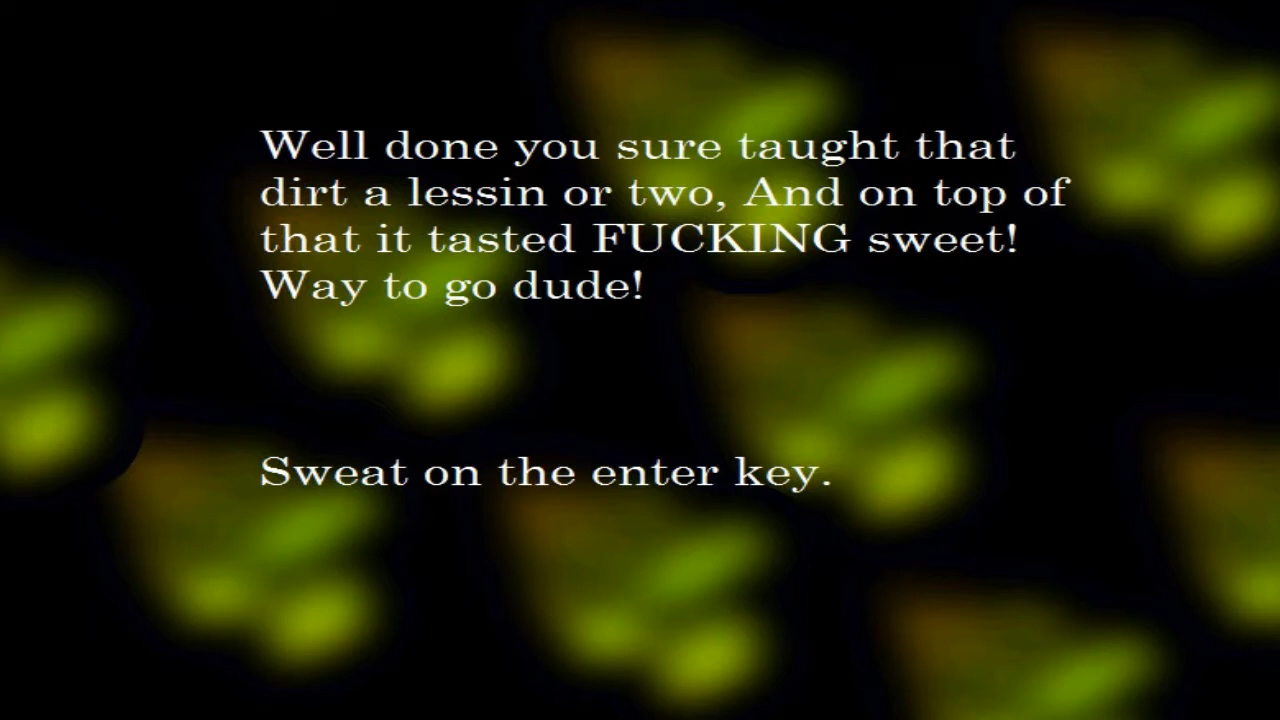 Well done you sure taught that
dirt a lessin or two, And on top of
that it tasted FUCKING sweet!
Way to go dude!
Sweat on the enter key.